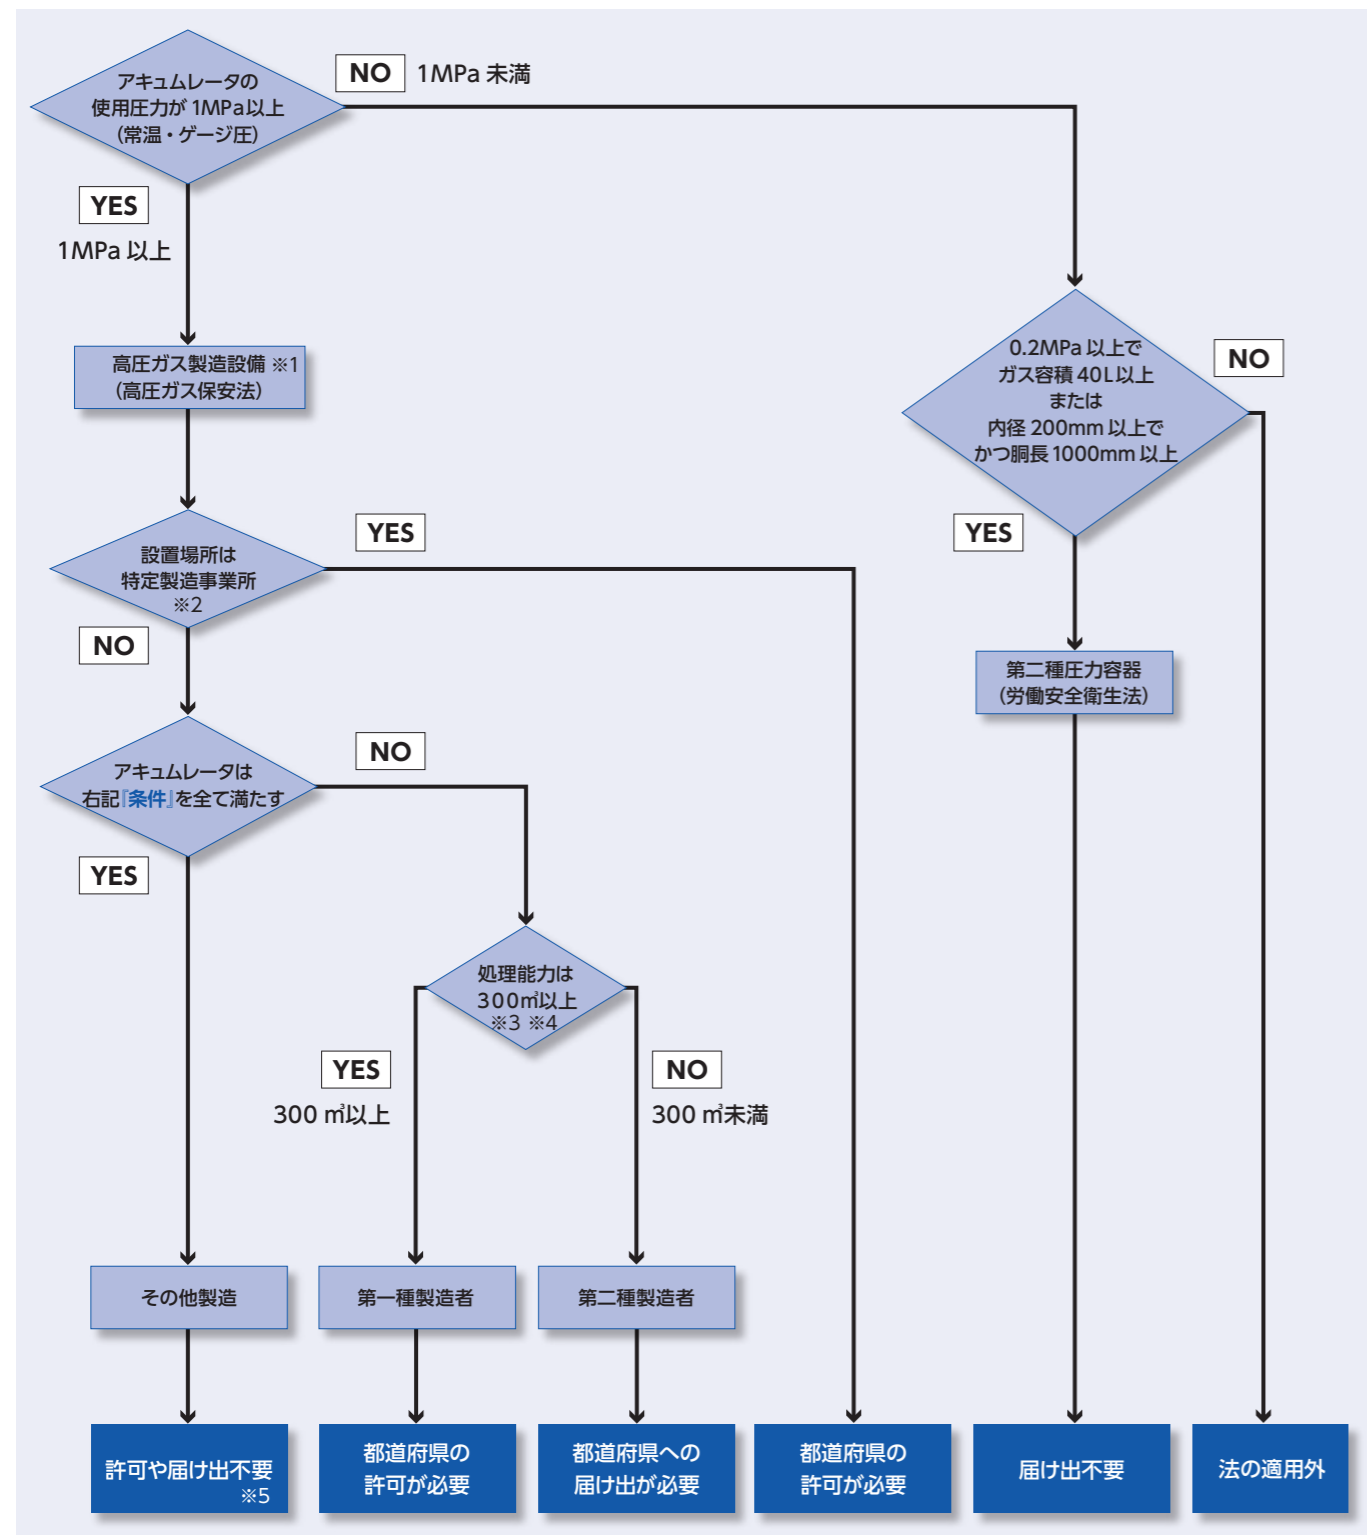 アキュムレータの
使用圧力が 1MPa以上
（常温・ゲージ圧）
NO 1MPa 未満
YES
1MPa 以上
高圧ガス製造設備 ※1
（高圧ガス保安法）
0.2MPa 以上で
ガス容積 40L以上
または
内径 200mm 以上で
かつ胴長 1000mm 以上
NO
設置場所は
特定製造事業所
※2
YES
YES
NO
第二種圧力容器
（労働安全衛生法）
アキュムレータは
右記『条件』を全て満たす
NO
YES
処理能力は
300㎥以上
※3 ※4
YES
300 ㎥以上
NO
300 ㎥未満
その他製造
第一種製造者
第二種製造者
許可や届け出不要
※5
都道府県の
許可が必要
都道府県への
届け出が必要
都道府県の
許可が必要
届け出不要
法の適用外